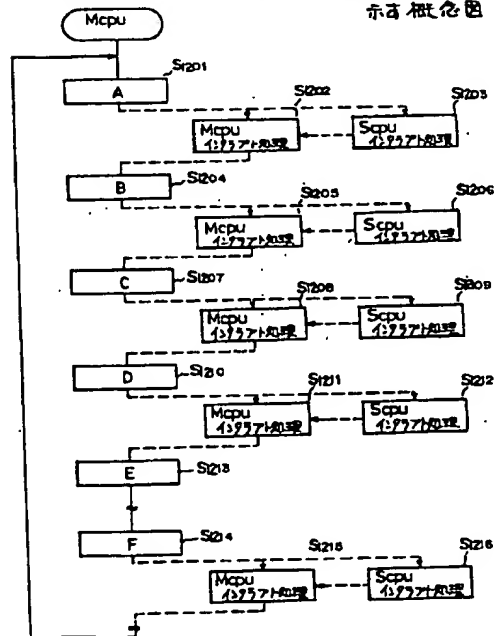 示す概念図
Mcpu
S1201
A
S1202
S1203
Mcpu
インタラプト処理
Scpu
インタラプト処理
B
S1204
S1205
S1206
Mcpu
インタラプト処理
Scpu
インタラプト処理
C
S1207
S1208
S1209
Mcpu
インタラプト処理
Scpu
インタラプト処理
D
S1210
S1211
S1212
Mcpu
インタラプト処理
Scpu
インタラプト処理
E
S1213
F
S1214
S1215
S1216
Mcpu
インタラプト処理
Scpu
インタラプト処理